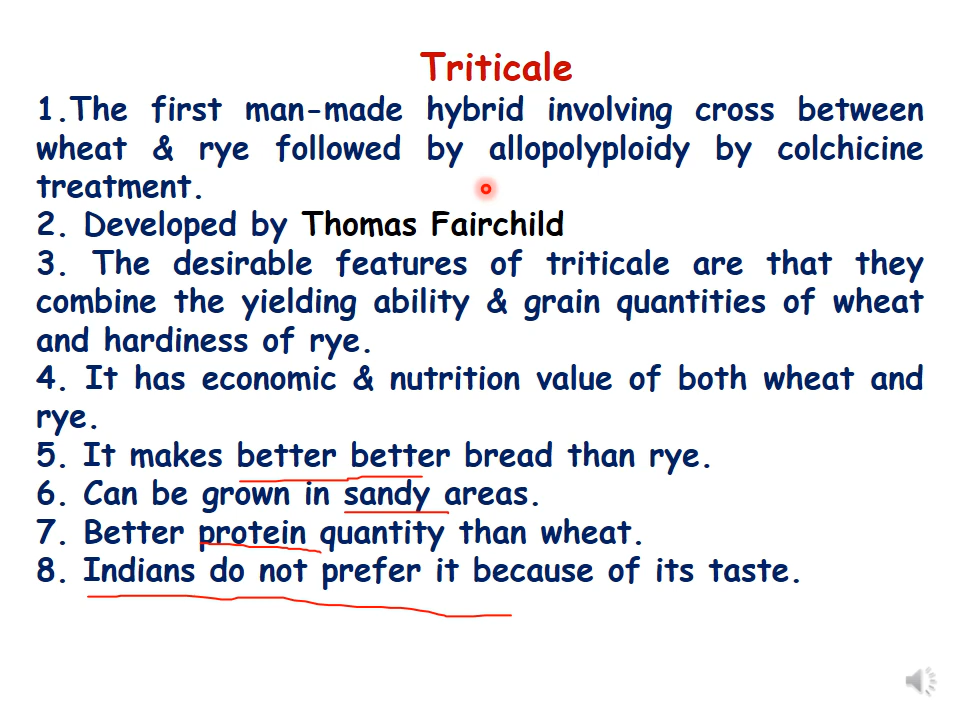 Triticale
1.The first man-made hybrid involving cross between
wheat & rye followed by allopolyploidy by colchicine
treatment.
2. Developed by Thomas Fairchild
3. The desirable features of triticale are that they
combine the yielding ability & grain quantities of wheat
and hardiness of rye.
4. It has economic & nutrition value of both wheat and
rye.
5. It makes better better bread than rye.
6. Can be grown in sandy areas.
7. Better protein quantity than wheat.
8. Indians do not prefer it because of its taste.